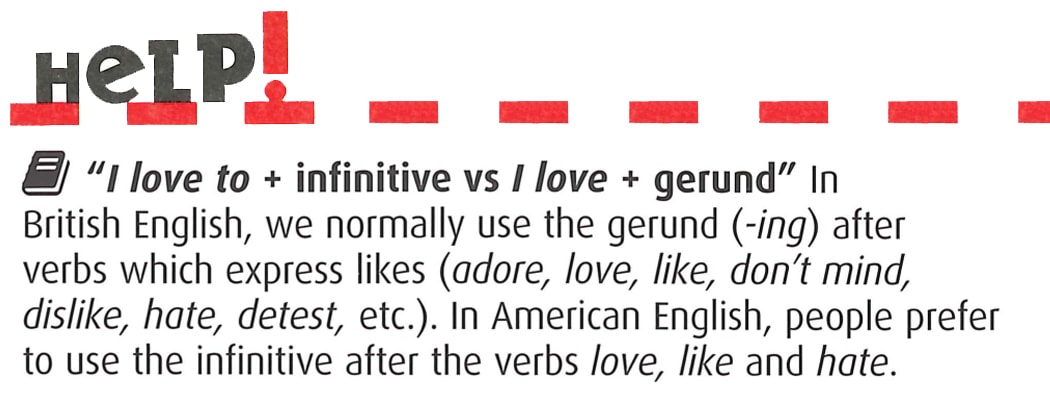 HELP!
"I love to + infinitive vs I love + gerund" In
British English, we normally use the gerund (-ing) after
verbs which express likes (adore, love, like, don't mind,
dislike, hate, detest, etc.). In American English, people prefer
to use the infinitive after the verbs love, like and hate.